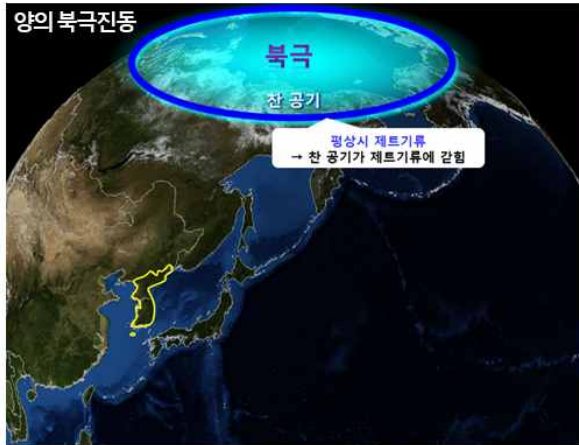 양의 북극진동
북극
찬 공기
평상시 제트기류
→ 찬 공기가 제트기류에 갇힘